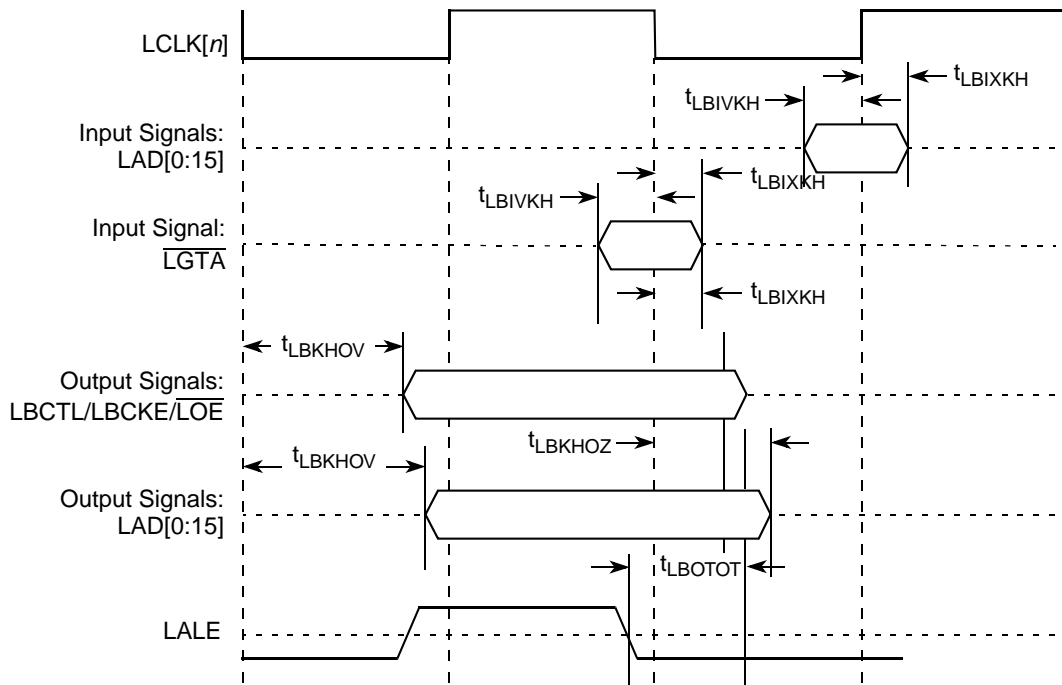 LCLK[n]
tLBIXKH
tLBIVKH
Input Signals:
LAD[0:15]
tLBIXKH
tLBIVKH
Input Signal:
LGTA
tLBIXKH
tLBKHOV
Output Signals:
LBCTL/LBCKE/LOE
tLBKHOZ
tLBKHOV
Output Signals:
LAD[0:15]
tLBOTOT
LALE